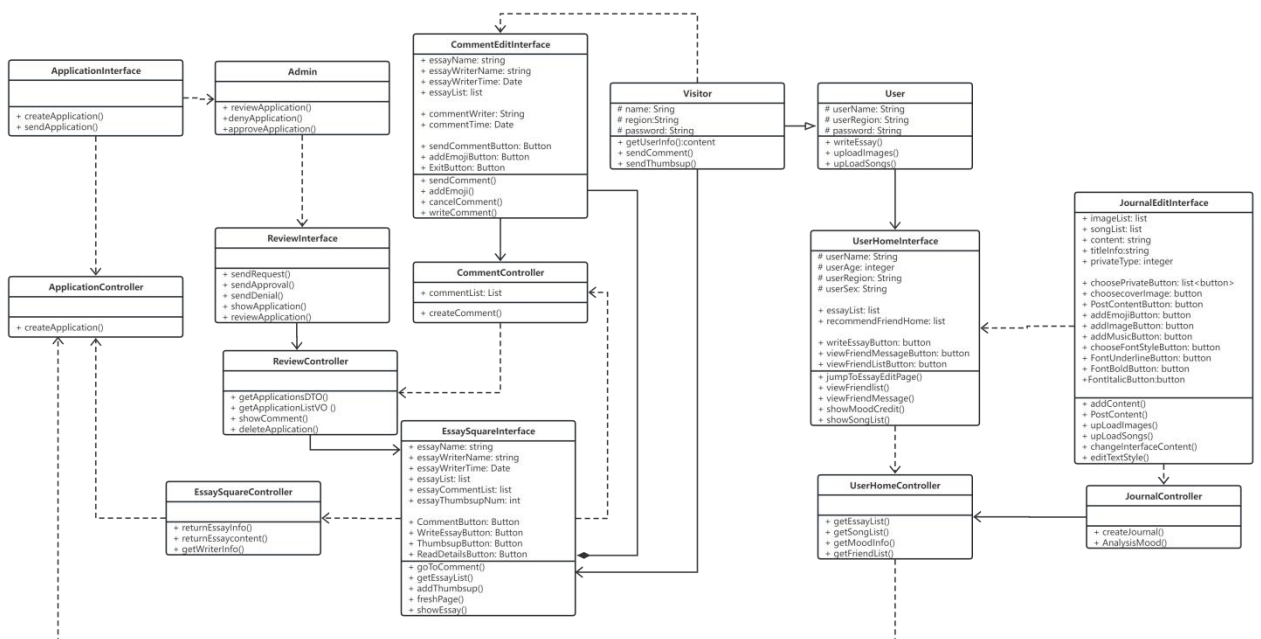 ApplicationInterface
+ createApplication()
+ sendApplication()
Admin
+ reviewApplication()
+denyApplication()
+approveApplication()
CommentEditInterface
+ essayName: string
+ essayWriterName: string
+ essayWriterTime: Date
+ essayList: list
+ commentWriter: String
+ commentTime: Date
+ sendCommentButton: Button
+ addEmojiButton: Button
+ ExitButton: Button
+ sendComment()
+ addEmoji()
+ cancelComment()
+ writeComment()
Visitor
# name: Sring
# region:String
# password: String
+ getUserInfo():content
+ sendComment()
+ sendThumbsup()
User
# userName: String
# userRegion: String
# password: String
+ writeEssay()
+ uploadImages()
+ upLoadSongs()
JournalEditInterface
+ imageList: list
+ songList: list
+ content: string
+ titleInfo:string
+ privateType: integer
+ choosePrivateButton: list<button>
+ choosecoverImage: button
+ PostContentButton: button
+ addEmojiButton: button
+ addImageButton: button
+ addMusicButton: button
+ chooseFontStyleButton: button
+ FontUnderlineButton: button
+ FontBoldButton: button
+FontItalicButton:button
+ addContent()
+ PostContent()
+ upLoadImages()
+ upLoadSongs()
+ changeInterfaceContent()
+ editTextStyle()
ReviewInterface
+ sendRequest()
+ sendApproval()
+ sendDenial()
+ showApplication()
+ reviewApplication()
UserHomeInterface
# userName: String
# userAge: integer
# userRegion: String
# userSex: String
+ essayList: list
+ recommendFriendHome: list
+ writeEssayButton: button
+ viewFriendMessageButton: button
+ viewFriendListButton: button
+ jumpToEssayEditPage()
+ viewFriendlist()
+ viewFriendMessage()
+ showMoodCredit()
+ showSongList()
CommentController
+ commentList: List
+ createComment()
ApplicationController
+ createApplication()
ReviewController
+ getApplicationsDTO()
+ getApplicationListVO ()
+ showComment()
+ deleteApplication()
EssaySquareInterface
+ essayName: string
+ essayWriterName: string
+ essayWriterTime: Date
+ essayList: list
+ essayCommentList: list
+ essayThumbsupNum: int
+ CommentButton: Button
+ WriteEssayButton: Button
+ ThumbsupButton: Button
+ ReadDetailsButton: Button
+ goToComment()
+ getEssayList()
+ addThumbsup()
+ freshPage()
+ showEssay()
EssaySquareController
+ returnEssayInfo()
+ returnEssaycontent()
+ getWriterInfo()
UserHomeController
+ getEssayList()
+ getSongList()
+ getMoodInfo()
+ getFriendList()
JournalController
+ createJournal()
+ AnalysisMood()